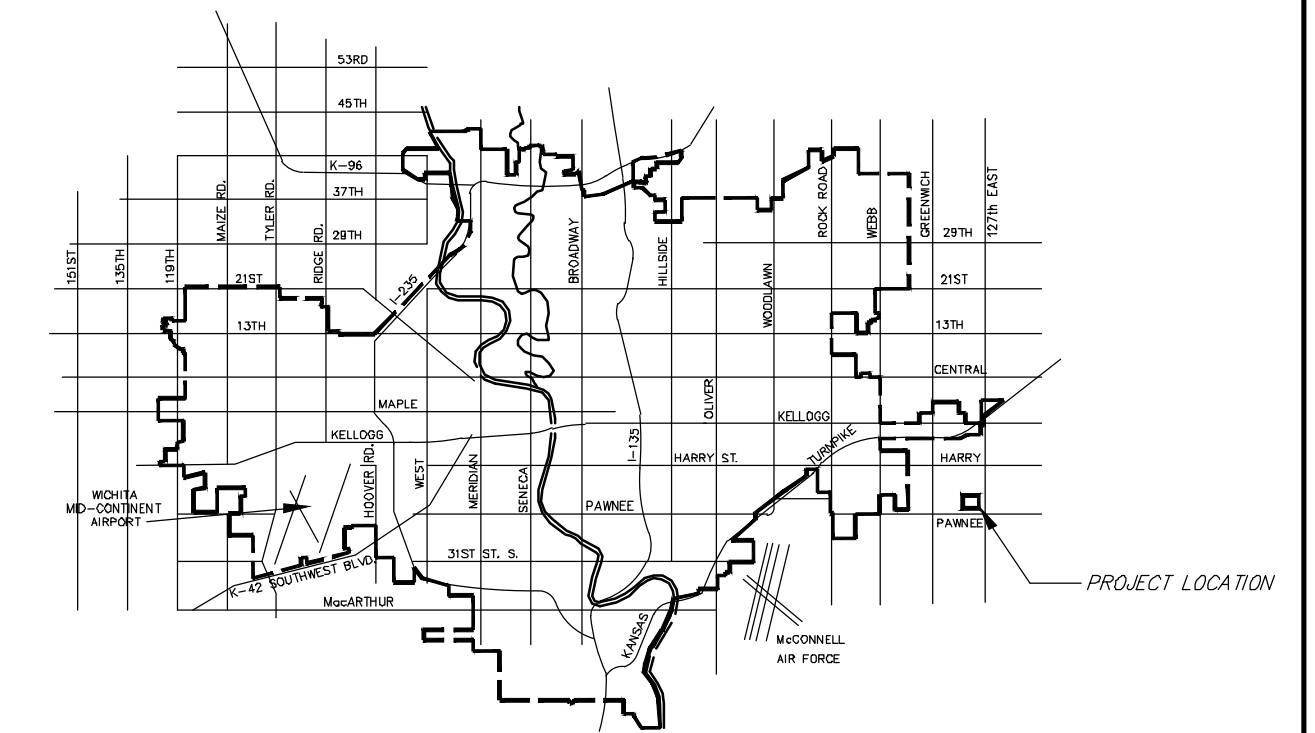 53RD
45TH
K-96
37TH
29TH
21ST
13TH
151ST
135TH
119TH
MAIZE RD.
TYLER RD.
RIDGE RD.
I-235
BROADWAY
HILLSIDE
WOODLAWN
ROCK ROAD
WEBB
GREENWICH
127th EAST
29TH
21ST
13TH
CENTRAL
MAPLE
KELLOGG
KELLOGG
OLIVER
I-135
TURNPIKE
HARRY ST.
HARRY
HOOVER RD.
WEST
MERIDIAN
SENECA
WICHITA
MID-CONTINENT
AIRPORT
PAWNEE
PAWNEE
31ST ST. S.
K-42 SOUTHWEST BLVD.
MacARTHUR
KANSAS
McCONNELL
AIR FORCE
PROJECT LOCATION